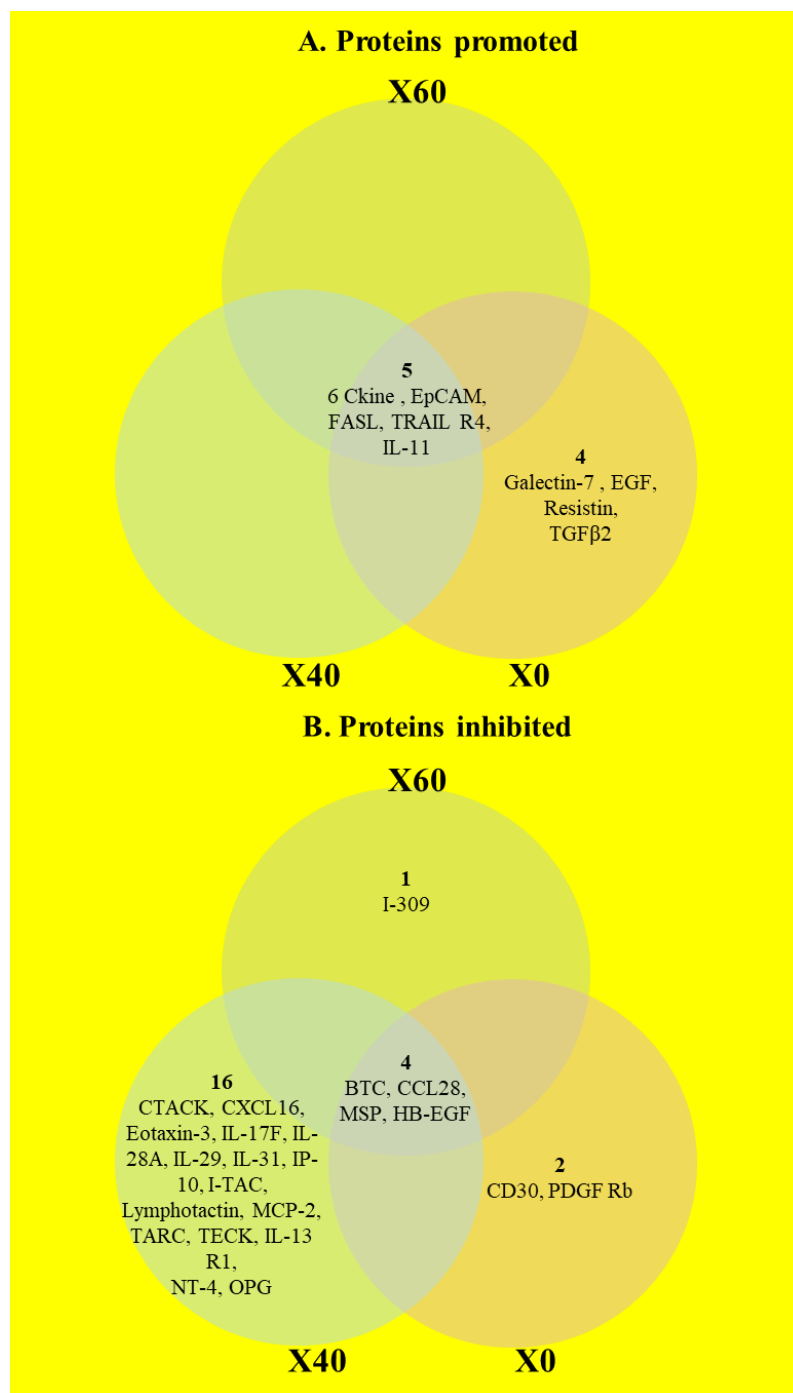 A. Proteins promoted
X60
5
6 Ckine , EpCAM,
FASL, TRAIL R4,
IL-11
4
Galectin-7 , EGF,
Resistin,
TGFβ2
X40
X0
B. Proteins inhibited
X60
1
I-309
16
CTACK, CXCL16,
Eotaxin-3, IL-17F, IL-
28A, IL-29, IL-31, IP-
10, I-TAC,
Lymphotactin, MCP-2,
TARC, TECK, IL-13
R1,
NT-4, OPG
4
BTC, CCL28,
MSP, HB-EGF
2
CD30, PDGF Rb
X40
X0